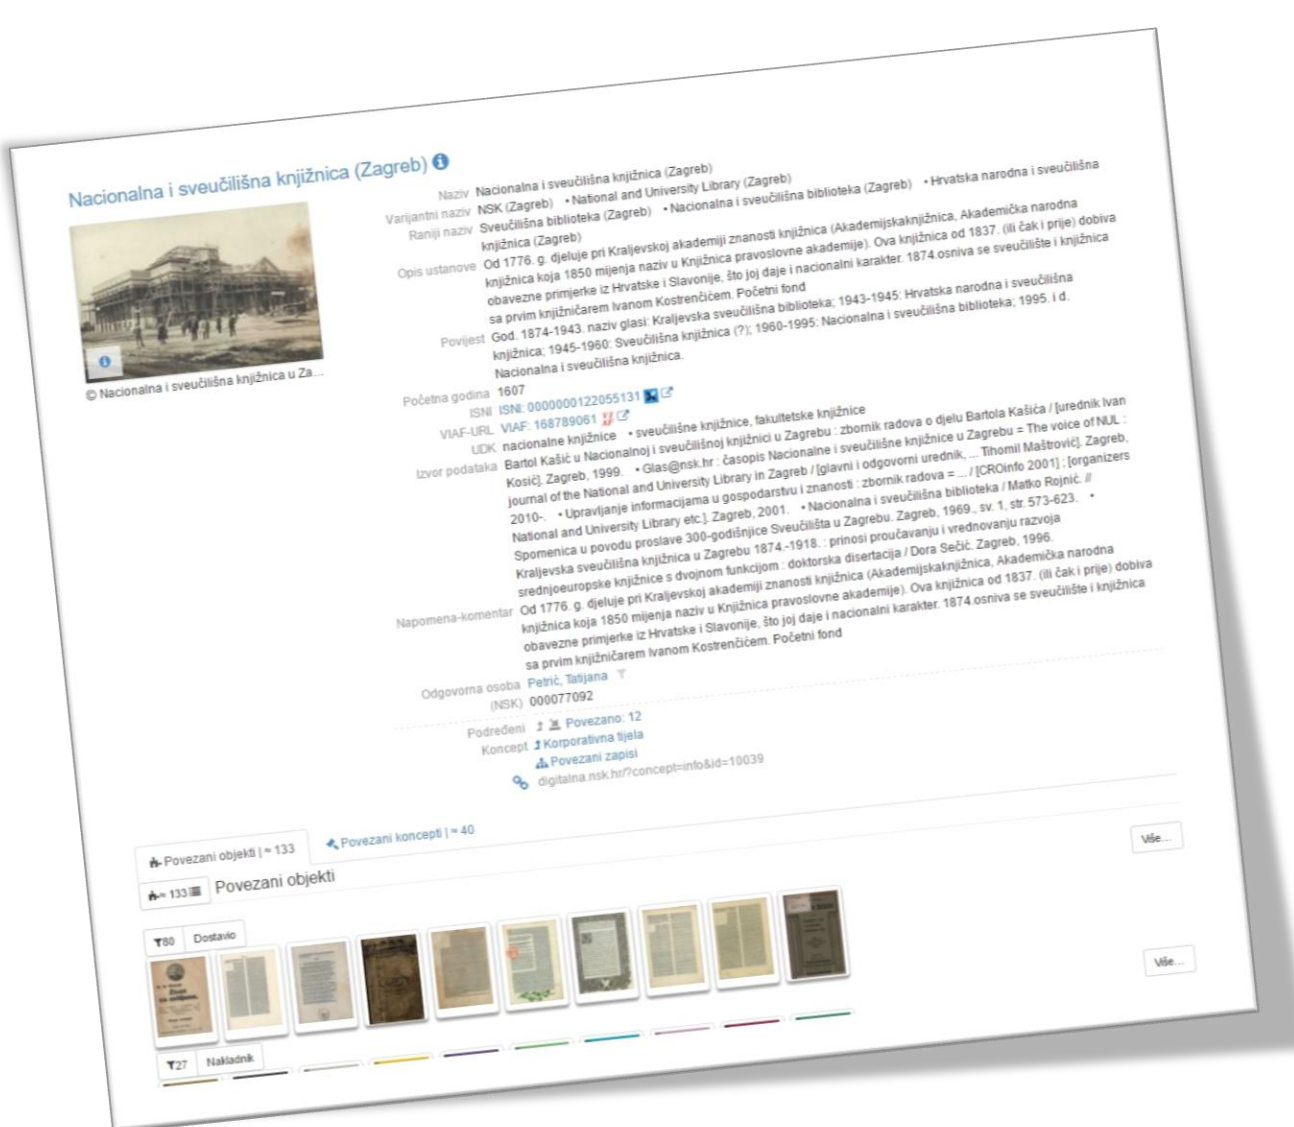 Nacionalna i sveučilišna knjižnica (Zagreb)
© Nacionalna i sveučilišna knjižnica u Za...
Naziv Nacionalna i sveučilišna knjižnica (Zagreb)
Varijantni naziv NSK (Zagreb) • National and University Library (Zagreb)
Raniji naziv Sveučilišna biblioteka (Zagreb) • Nacionalna i sveučilišna biblioteka (Zagreb) • Hrvatska narodna i sveučilišna
knjižnica (Zagreb)
Opis ustanove Od 1776. g. djeluje pri Kraljevskoj akademiji znanosti knjižnica (Akademijskaknjižnica, Akademička narodna
knjižnica koja 1850 mijenja naziv u Knjižnica pravoslovne akademije). Ova knjižnica od 1837. (ili čak i prije) dobiva
obavezne primjerke iz Hrvatske i Slavonije, što joj daje i nacionalni karakter. 1874.osniva se sveučilište i knjižnica
sa prvim knjižničarem Ivanom Kostrenčićem. Početni fond
Povijest God. 1874-1943. naziv glasi: Kraljevska sveučilišna biblioteka; 1943-1945: Hrvatska narodna i sveučilišna
knjižnica; 1945-1960: Sveučilišna knjižnica (?); 1960-1995: Nacionalna i sveučilišna biblioteka; 1995. i d.
Nacionalna i sveučilišna knjižnica.
Početna godina 1607
ISNI ISNI: 0000000122055131
VIAF-URL VIAF: 168789061
UDK nacionalne knjižnice • sveučilišne knjižnice, fakultetske knjižnice
Izvor podataka Bartol Kašić u Nacionalnoj i sveučilišnoj knjižnici u Zagrebu : zbornik radova o djelu Bartola Kašića / [urednik Ivan
Kosić]. Zagreb, 1999. • Glas@nsk.hr : časopis Nacionalne i sveučilišne knjižnice u Zagrebu = The voice of NUL :
journal of the National and University Library in Zagreb / [glavni i odgovorni urednik, ... Tihomil Maštrović]. Zagreb,
2010-. • Upravljanje informacijama u gospodarstvu i znanosti : zbornik radova = ... / [CROinfo 2001] ; [organizers
National and University Library etc.]. Zagreb, 2001. • Nacionalna i sveučilišna biblioteka / Matko Rojnić. //
Spomenica u povodu proslave 300-godišnjice Sveučilišta u Zagrebu. Zagreb, 1969., sv. 1, str. 573-623. •
Kraljevska sveučilišna knjižnica u Zagrebu 1874.-1918. : prinosi proučavanju i vrednovanju razvoja
srednjoeuropske knjižnice s dvojnom funkcijom : doktorska disertacija / Dora Sečić. Zagreb, 1996.
Napomena-komentar Od 1776. g. djeluje pri Kraljevskoj akademiji znanosti knjižnica (Akademijskaknjižnica, Akademička narodna
knjižnica koja 1850 mijenja naziv u Knjižnica pravoslovne akademije). Ova knjižnica od 1837. (ili čak i prije) dobiva
obavezne primjerke iz Hrvatske i Slavonije, što joj daje i nacionalni karakter. 1874.osniva se sveučilište i knjižnica
sa prvim knjižničarem Ivanom Kostrenčićem. Početni fond
Odgovorna osoba Petrić, Tatijana
(NSK) 000077092
Podređeni Povezano: 12
Koncept Korporativna tijela
Povezani zapisi
digitalna.nsk.hr/?concept=info&id=10039
Povezani objekti | ≈ 133
Povezani koncepti | ≈ 40
≈ 133 Povezani objekti
Više...
80 Dostavio
Više...
27 Nakladnik